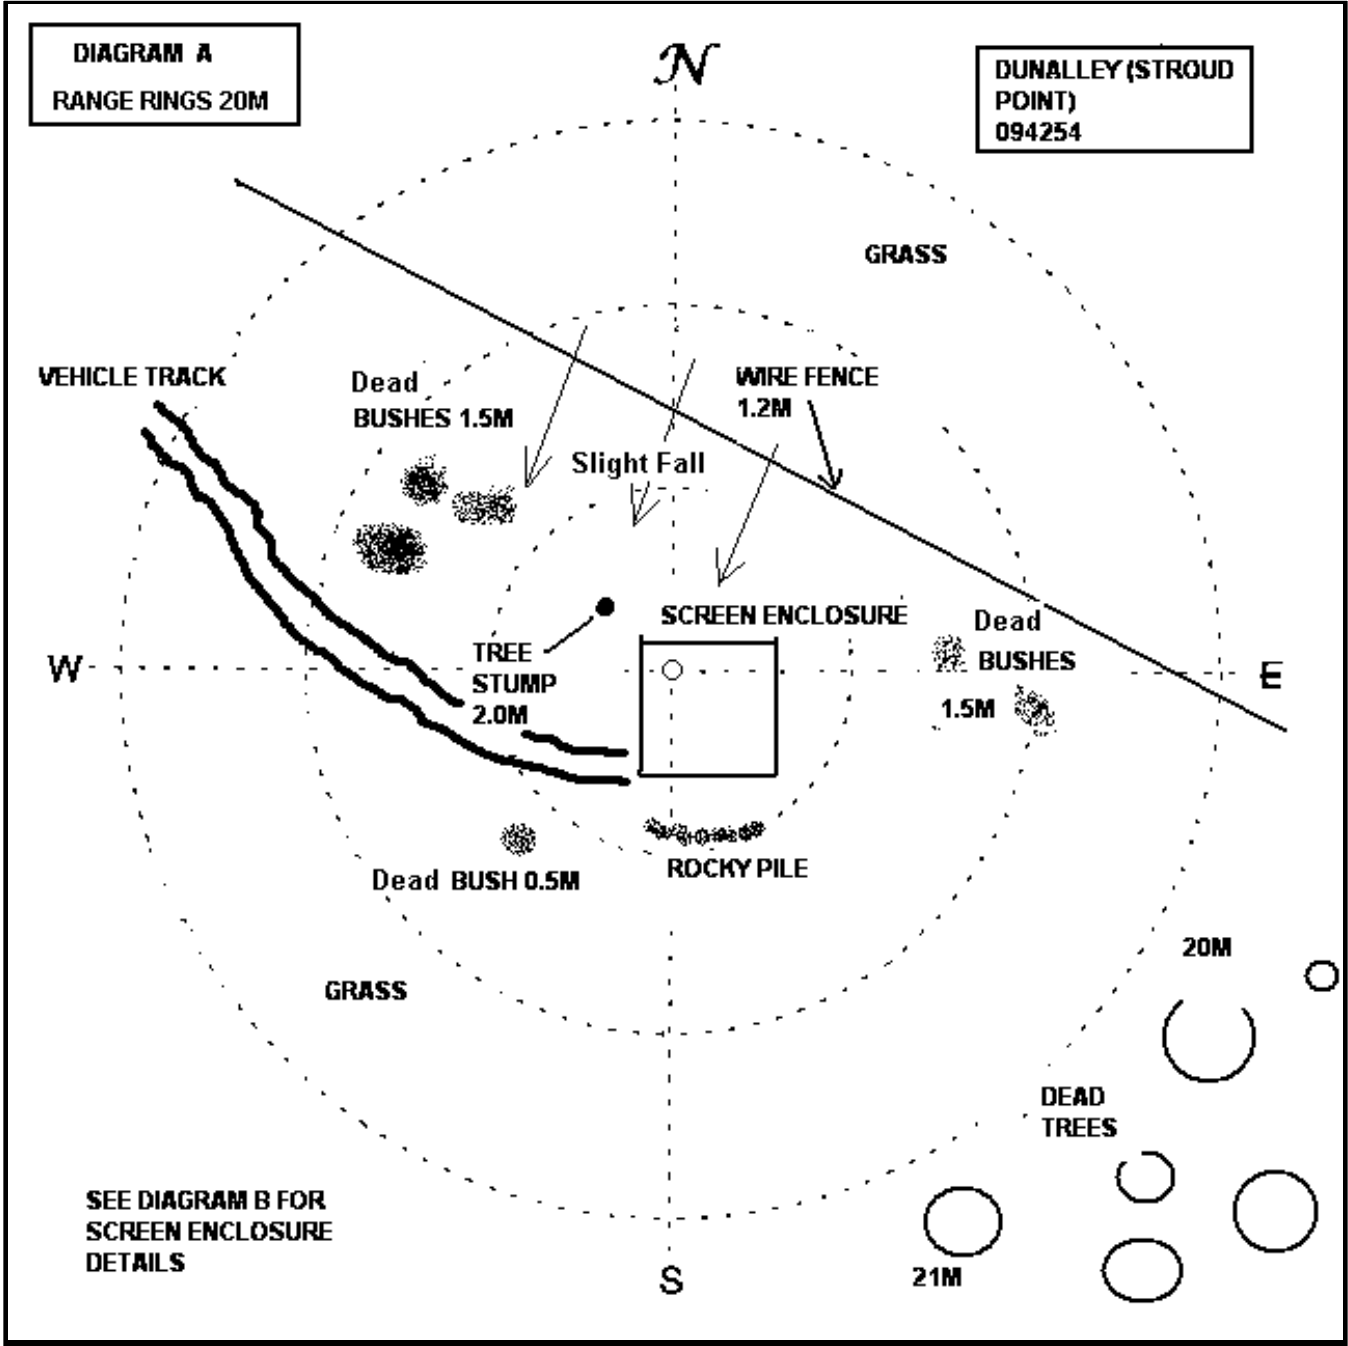 DIAGRAM A
RANGE RINGS 20M
N
DUNALLEY (STROUD
POINT)
094254
GRASS
VEHICLE TRACK
Dead
BUSHES 1.5M
WIRE FENCE
1.2M
Slight Fall
SCREEN ENCLOSURE
Dead
BUSHES
1.5M
TREE
STUMP
2.0M
W
E
ROCKY PILE
Dead BUSH 0.5M
20M
GRASS
DEAD
TREES
SEE DIAGRAM B FOR
SCREEN ENCLOSURE
DETAILS
21M
S